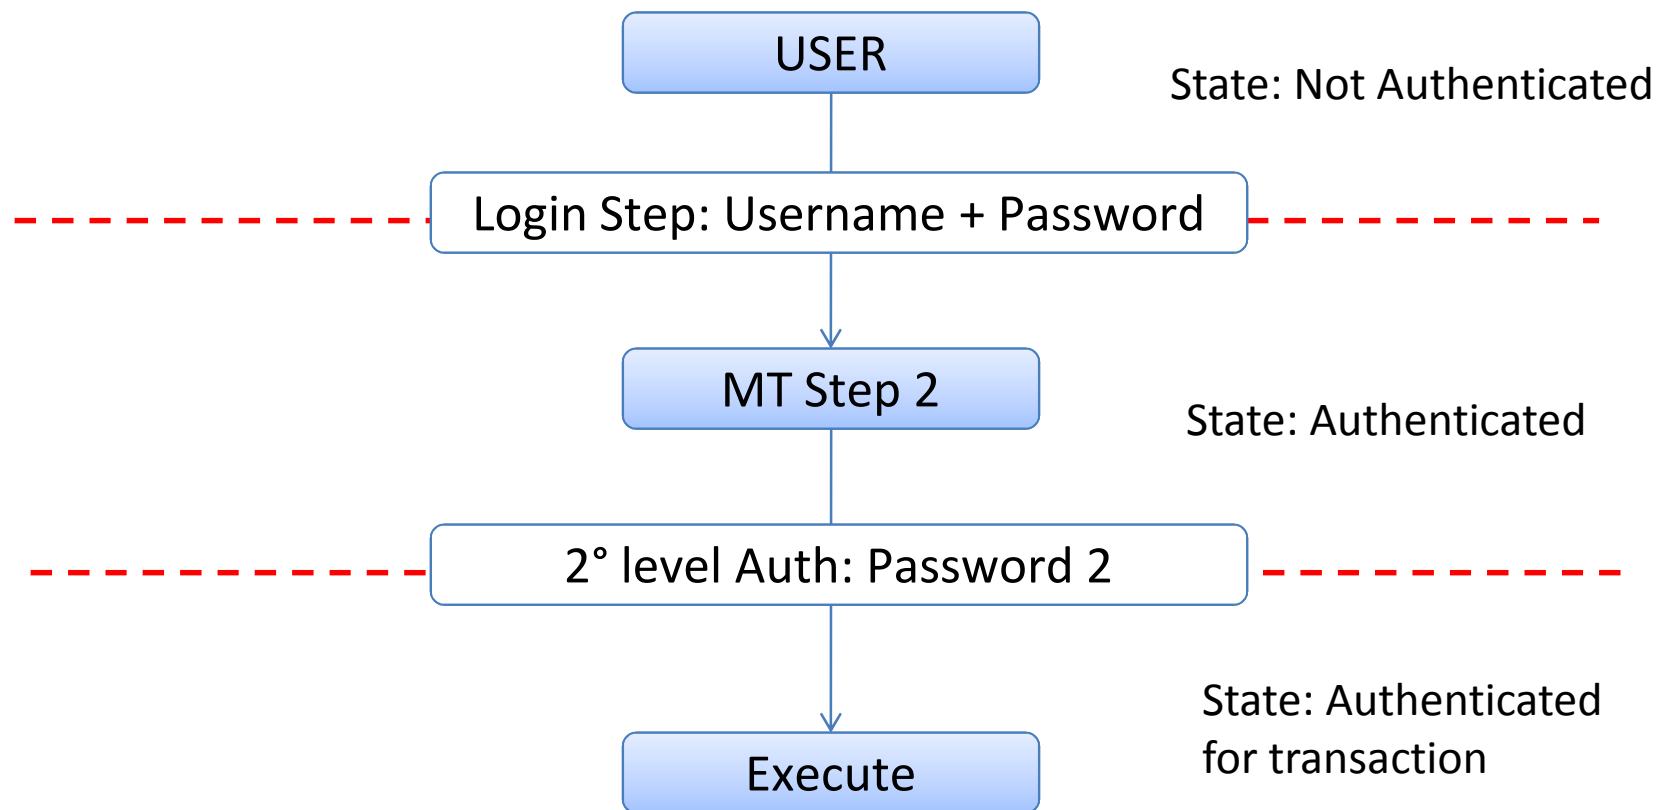 USER
State: Not Authenticated
Login Step: Username + Password
MT Step 2
State: Authenticated
2° level Auth: Password 2
State: Authenticated
for transaction
Execute